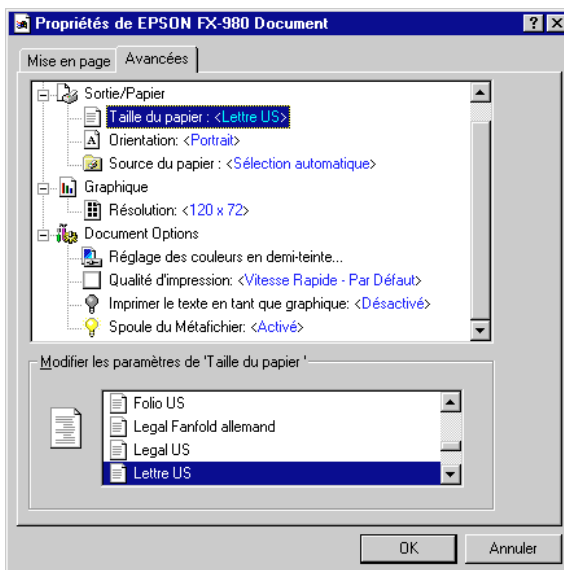 Propriétés de EPSON FX-980 Document
Mise en page Avancées
Sortie/Papier
Taille du papier : <Lettre US>
Orientation: <Portrait>
Source du papier : <Sélection automatique>
Graphique
Résolution: <120 x 72>
Document Options
Réglage des couleurs en demi-teinte...
Qualité d'impression: <Vitesse Rapide - Par Défaut>
Imprimer le texte en tant que graphique: <Désactivé>
Spoule du Métafichier: <Activé>
Modifier les paramètres de 'Taille du papier '
Folio US
Legal Fanfold allemand
Legal US
Lettre US
OK Annuler